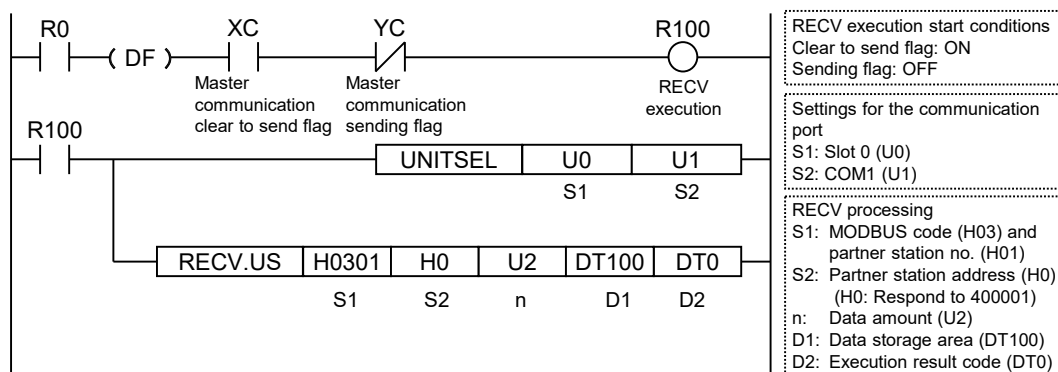 R0
( DF )
XC
YC
R100
Master
communication
clear to send flag
Master
communication
sending flag
RECV
execution
R100
UNITSEL U0 U1
S1 S2
RECV.US H0301 H0 U2 DT100 DT0
S1 S2 n D1 D2
RECV execution start conditions
Clear to send flag: ON
Sending flag: OFF
Settings for the communication
port
S1: Slot 0 (U0)
S2: COM1 (U1)
RECV processing
S1: MODBUS code (H03) and
partner station no. (H01)
S2: Partner station address (H0)
(H0: Respond to 400001)
n: Data amount (U2)
D1: Data storage area (DT100)
D2: Execution result code (DT0)